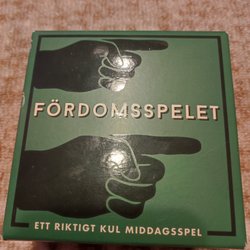 FÖRDOMSSPELET
ETT RIKTIGT KUL MIDDAGSSPEL